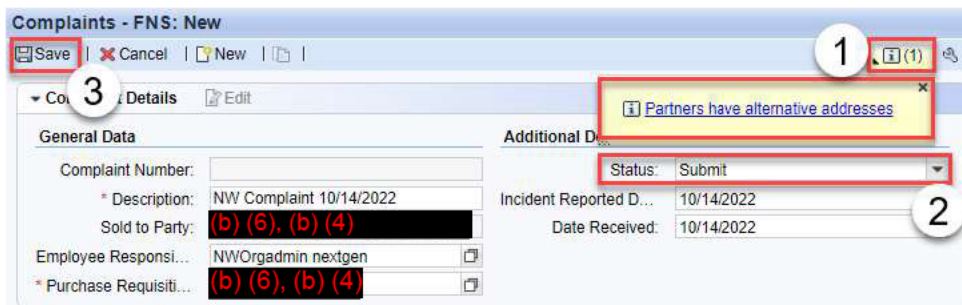 Complaints - FNS: New
Save | Cancel | New |
1
(1)
3
Details Edit
Partners have alternative addresses
General Data
Additional D...
Complaint Number:
Status: Submit
* Description: NW Complaint 10/14/2022
Incident Reported D... 10/14/2022
2
Sold to Party: (b) (6), (b) (4)
Date Received: 10/14/2022
Employee Responsi... NWOrgadmin nextgen
* Purchase Requisiti... (b) (6), (b) (4)